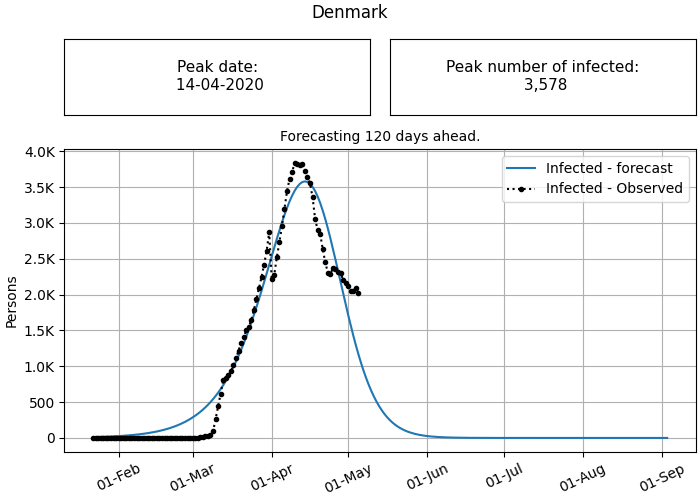 Denmark
Peak date:
14-04-2020
Peak number of infected:
3,578
Forecasting 120 days ahead.
Infected - forecast
Infected - Observed
Persons
4.0K
3.5K
3.0K
2.5K
2.0K
1.5K
1.0K
500
0
01-Feb
01-Mar
01-Apr
01-May
01-Jun
01-Jul
01-Aug
01-Sep